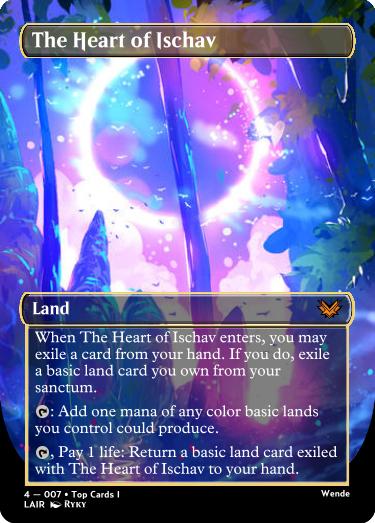 The Heart of Ischav
Land
When The Heart of Ischav enters, you may
exile a card from your hand. If you do, exile
a basic land card you own from your
sanctum.
: Add one mana of any color basic lands
you control could produce.
, Pay 1 life: Return a basic land card exiled
with The Heart of Ischav to your hand.
4 — 007 • Top Cards I
Wende
LAIR Ryky